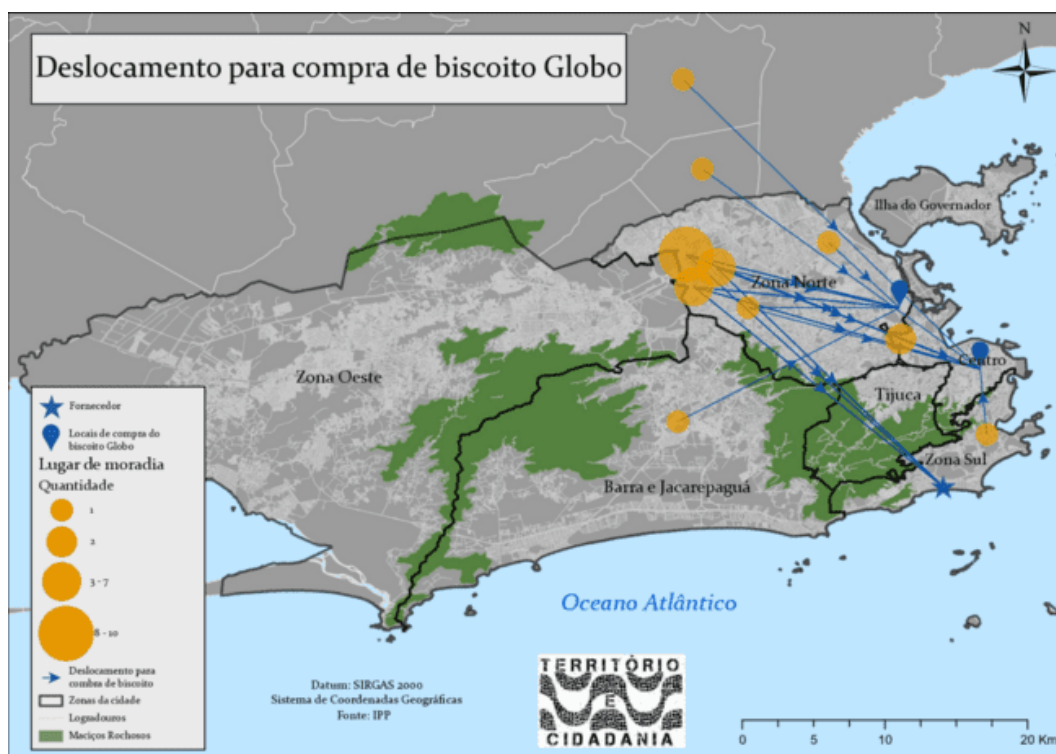 Deslocamento para compra de biscoito Globo
N
Ilha do Governador
Zona Norte
Centro
Zona Oeste
Tijuca
Zona Sul
Barra e Jacarepaguá
Oceano Atlântico
Fornecedor
Locais de compra do
biscoito Globo
Lugar de moradia
Quantidade
1
2
3 - 7
8 - 10
Deslocamento para
combra de biscoito
Zonas da cidade
Logradouros
Maciços Rochosos
Datum: SIRGAS 2000
Sistema de Coordenadas Geográficas
Fonte: IPP
TERRITÓRIO
E
CIDADANIA
0 5 10 20 Km